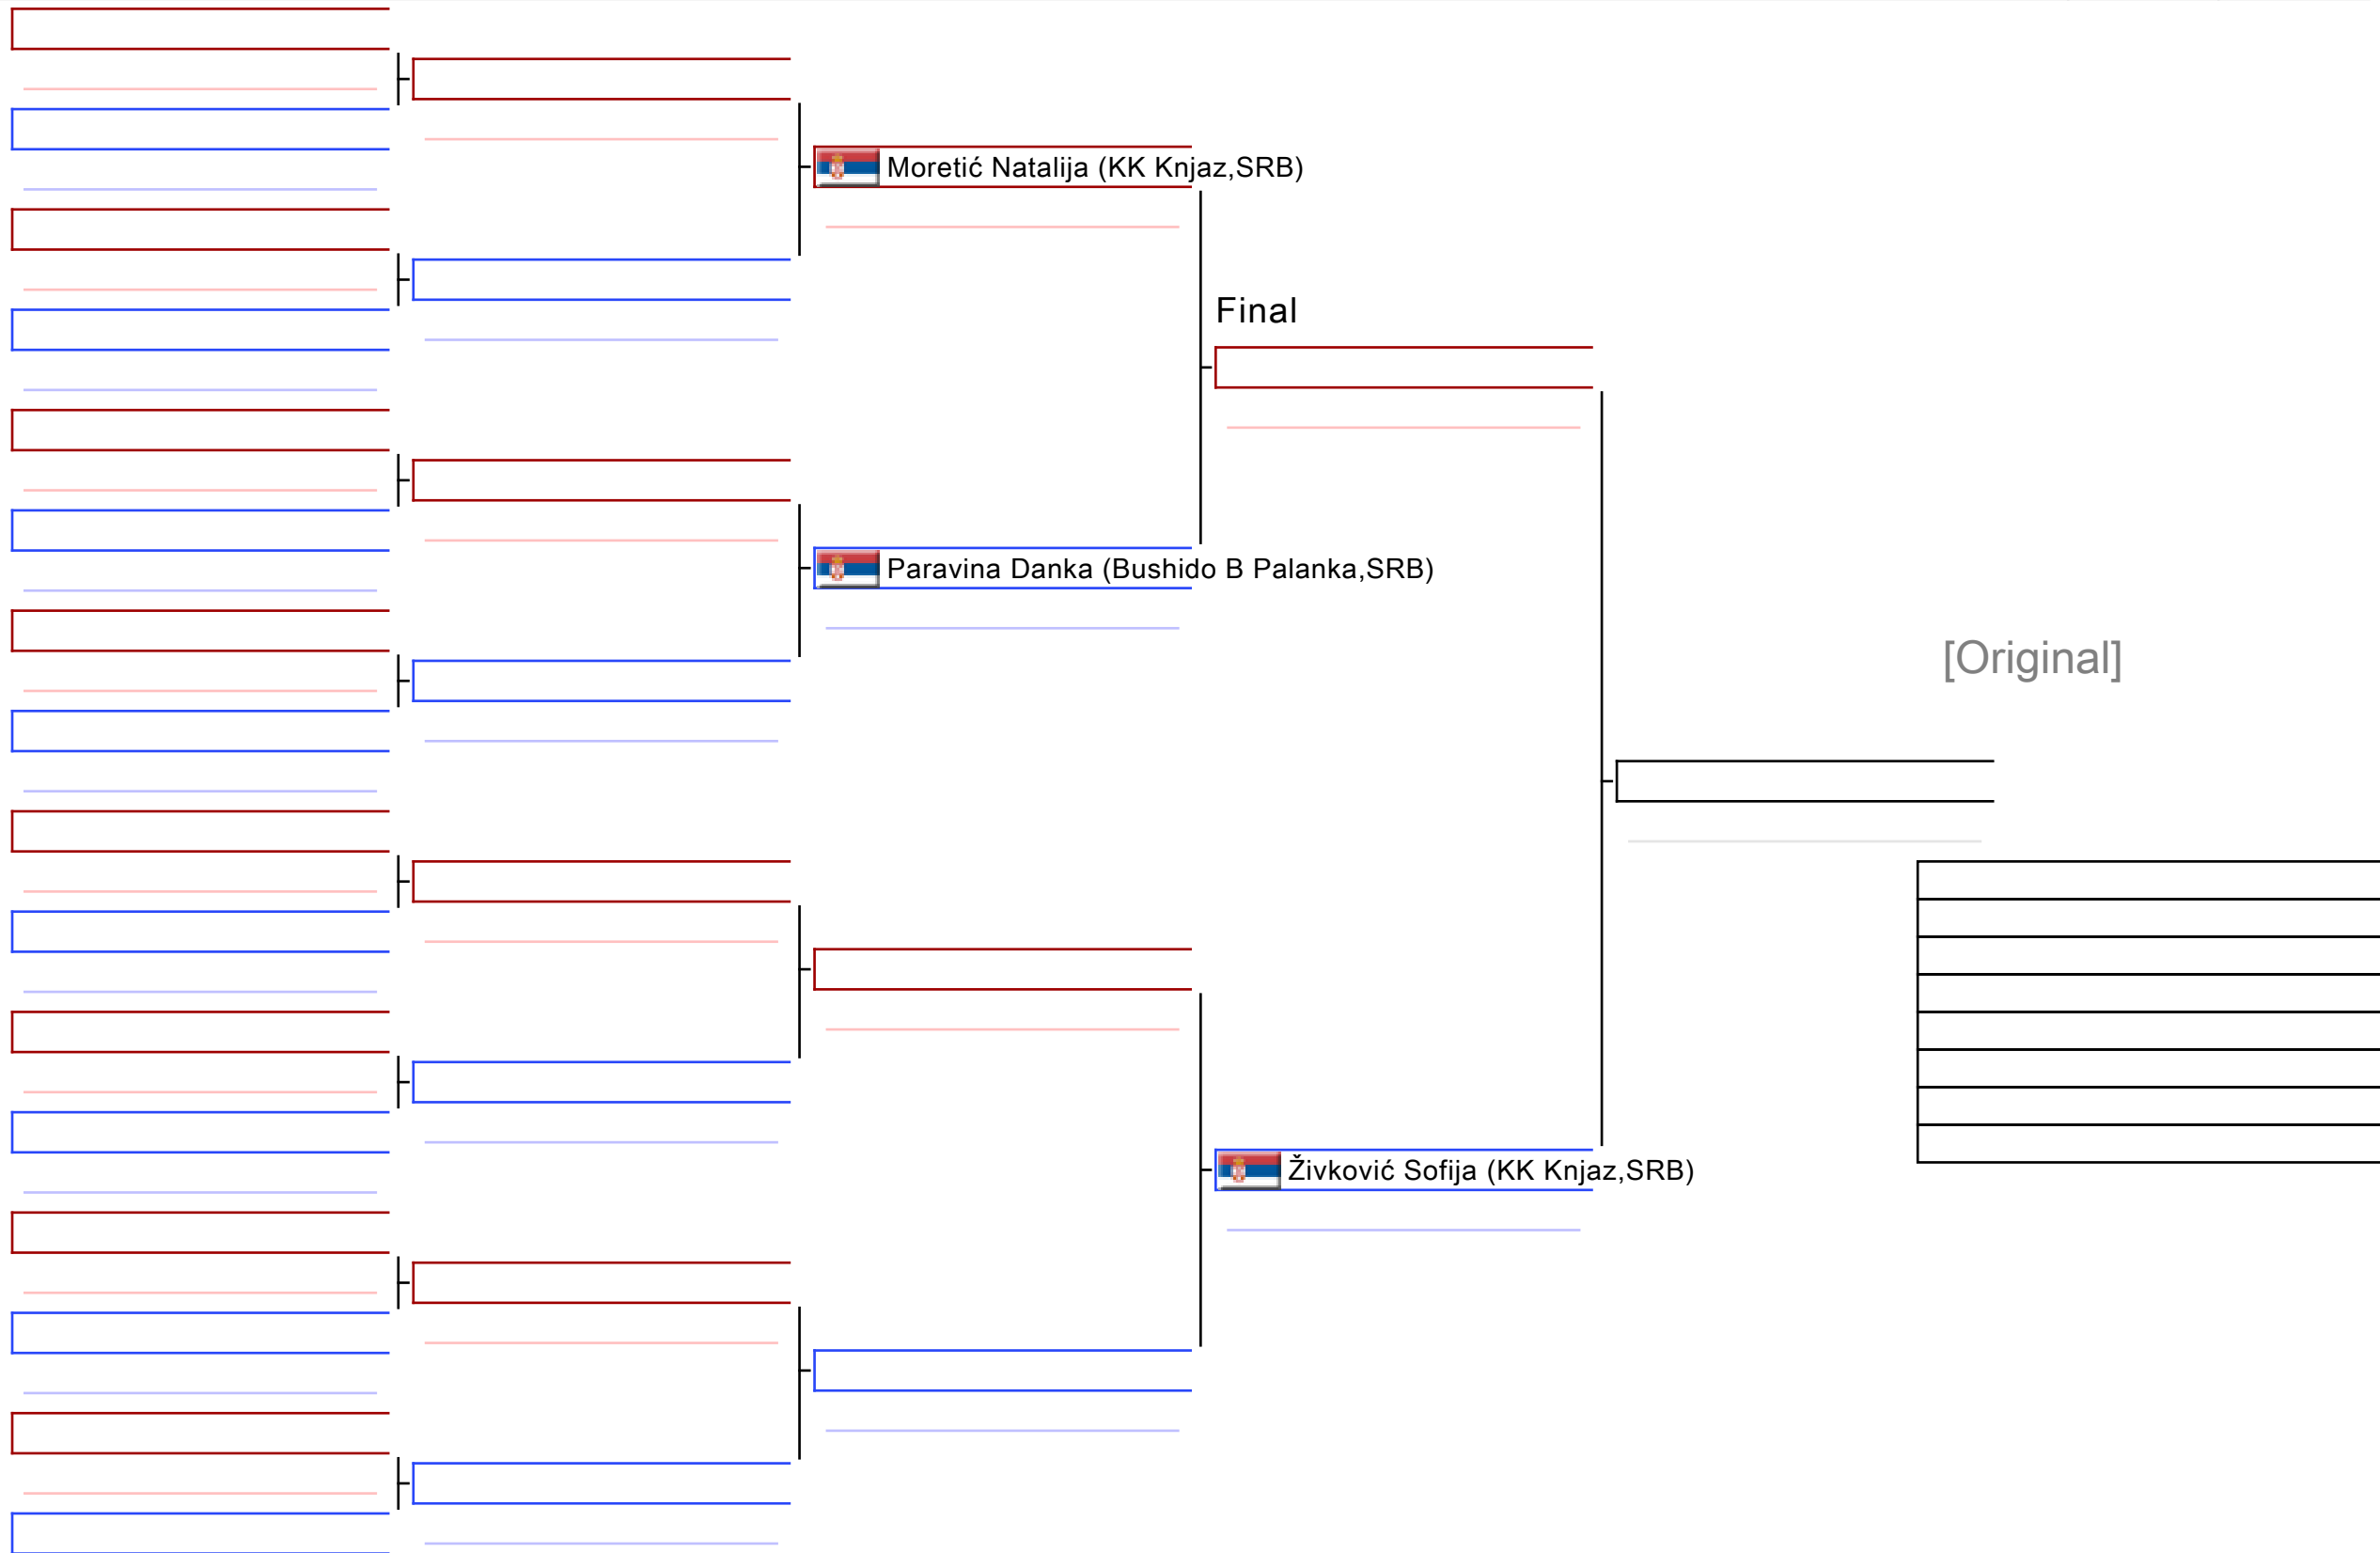 Moretić Natalija (KK Knjaz,SRB)
Final
Paravina Danka (Bushido B Palanka,SRB)
[Original]
Živković Sofija (KK Knjaz,SRB)